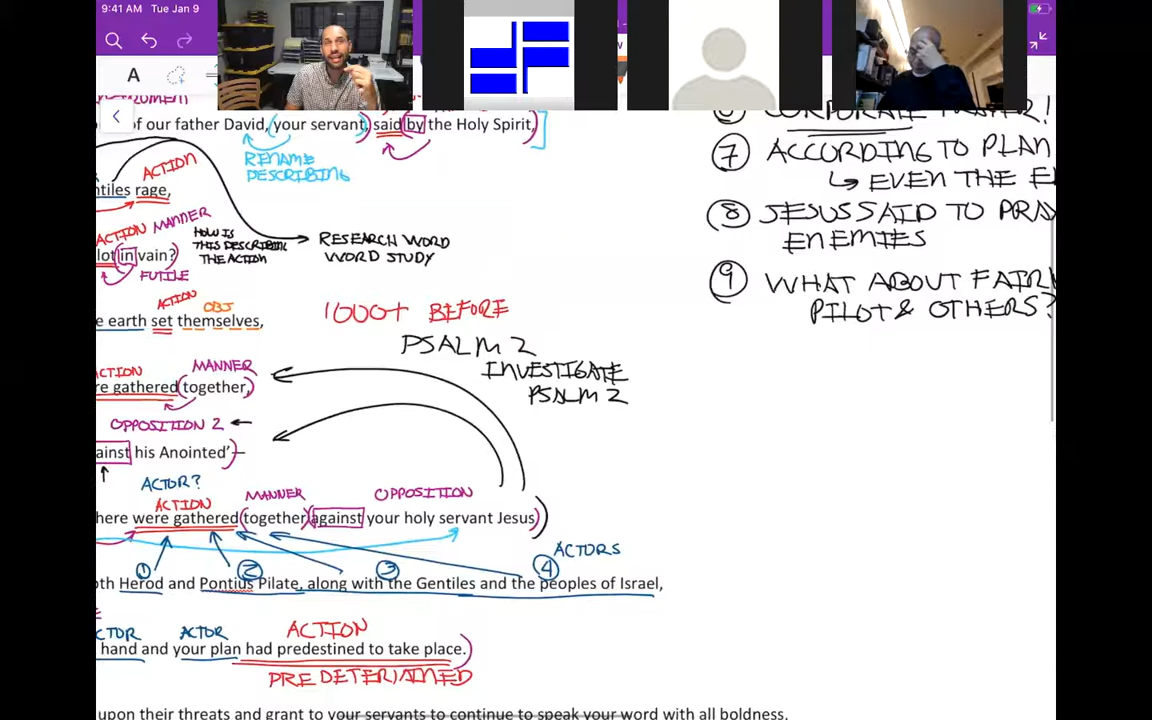 9:41 AM Tue Jan 9
A
of our father David, (your servant,) said by the Holy Spirit,
RENAME
DESCRIBING
7 ACCORDING TO PLAN
↳ EVEN THE E
8 JESUS SAID TO PRAY
ENEMIES
9 WHAT ABOUT
PILOT & OTHERS?
ACTION
ntiles rage,
ACTION MANNER
HOW IS
THIS DESCRIBING
THE ACTION
lot in vain?
FUTILE
RESEARCH WORD
WORD STUDY
ACTION OBJ
e earth set themselves,
1000+ BEFORE
PSALM 2
INVESTIGATE
PSALM 2
CTION MANNER
re gathered (together,)
OPPOSITION 2 ←
ainst his Anointed')—
ACTOR?
ACTION MANNER OPPOSITION
here were gathered (together) (against your holy servant Jesus)
1 2 3 4 ACTORS
oth Herod and Pontius Pilate, along with the Gentiles and the peoples of Israel,
CTOR ACTOR ACTION
hand and your plan had predestined to take place.)
PREDETERIAINED
upon their threats and grant to your servants to continue to speak your word with all boldness,